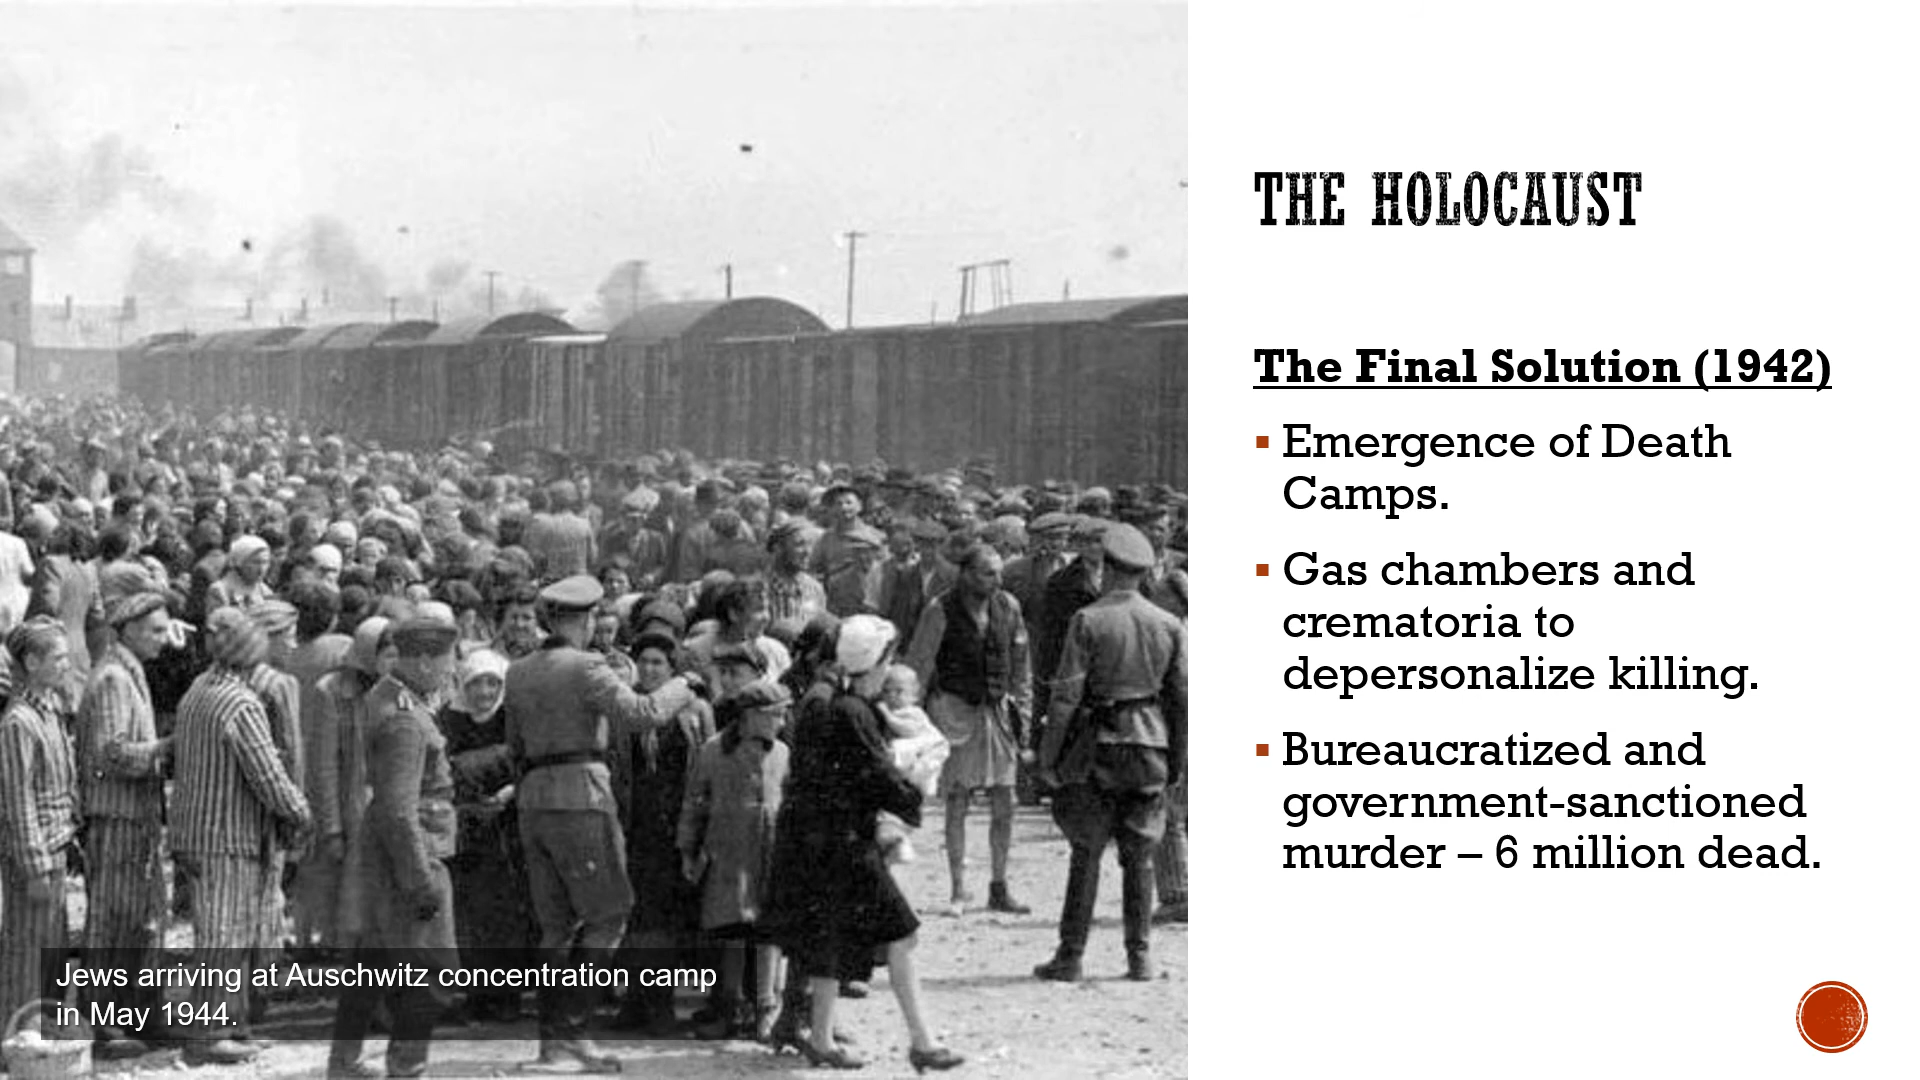 THE HOLOCAUST
The Final Solution (1942)
▪ Emergence of Death
Camps.
▪ Gas chambers and
crematoria to
depersonalize killing.
▪ Bureaucratized and
government-sanctioned
murder – 6 million dead.
Jews arriving at Auschwitz concentration camp
in May 1944.